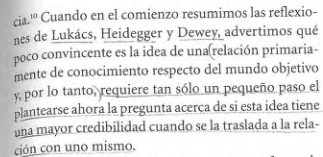 cia.¹⁰ Cuando en el comienzo resumimos las reflexio-
nes de Lukács, Heidegger y Dewey, advertimos qué
poco convincente es la idea de una relación primaria-
mente de conocimiento respecto del mundo objetivo
y, por lo tanto, requiere tan sólo un pequeño paso el
plantearse ahora la pregunta acerca de si esta idea tiene
una mayor credibilidad cuando se la traslada a la rela-
ción con uno mismo.